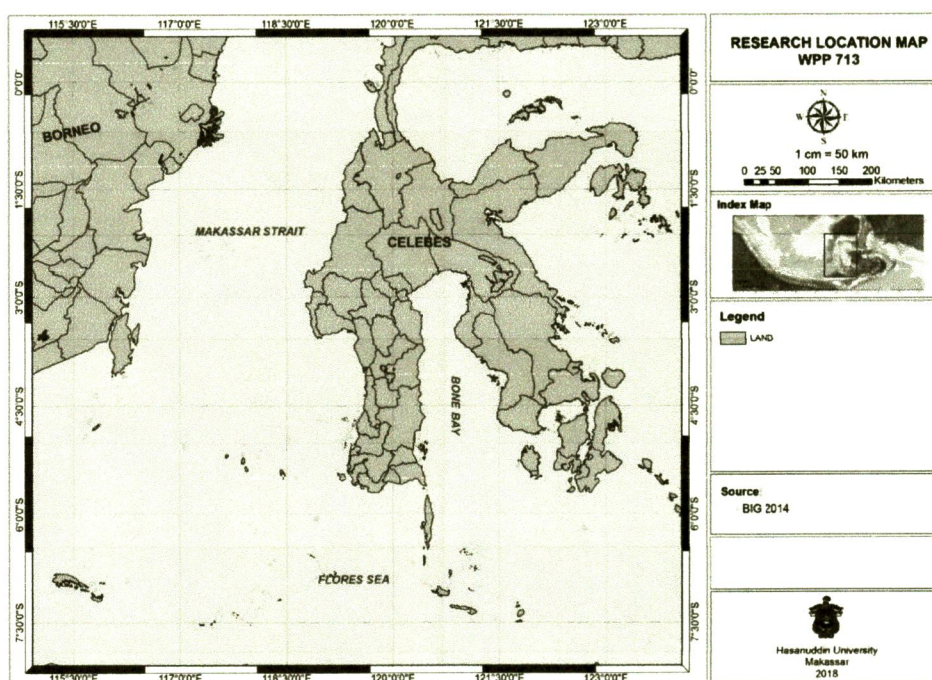 115°30'0"E 117°0'0"E 118°30'0"E 120°0'0"E 121°30'0"E 123°0'0"E
0°0'0" 1°30'0"S 3°0'0"S 4°30'0"S 6°0'0"S 7°30'0"S
BORNEO
MAKASSAR STRAIT
CELEBES
BONE BAY
FLORES SEA
0°0'0" 1°30'0"S 3°0'0"S 4°30'0"S 6°0'0"S 7°30'0"S
115°30'0"E 117°0'0"E 118°30'0"E 120°0'0"E 121°30'0"E 123°0'0"E
RESEARCH LOCATION MAP
WPP 713
N
W E
S
1 cm = 50 km
0 25 50 100 150 200
Kilometers
Index Map
Legend
LAND
Source:
BIG 2014
Hasanuddin University
Makassar
2018